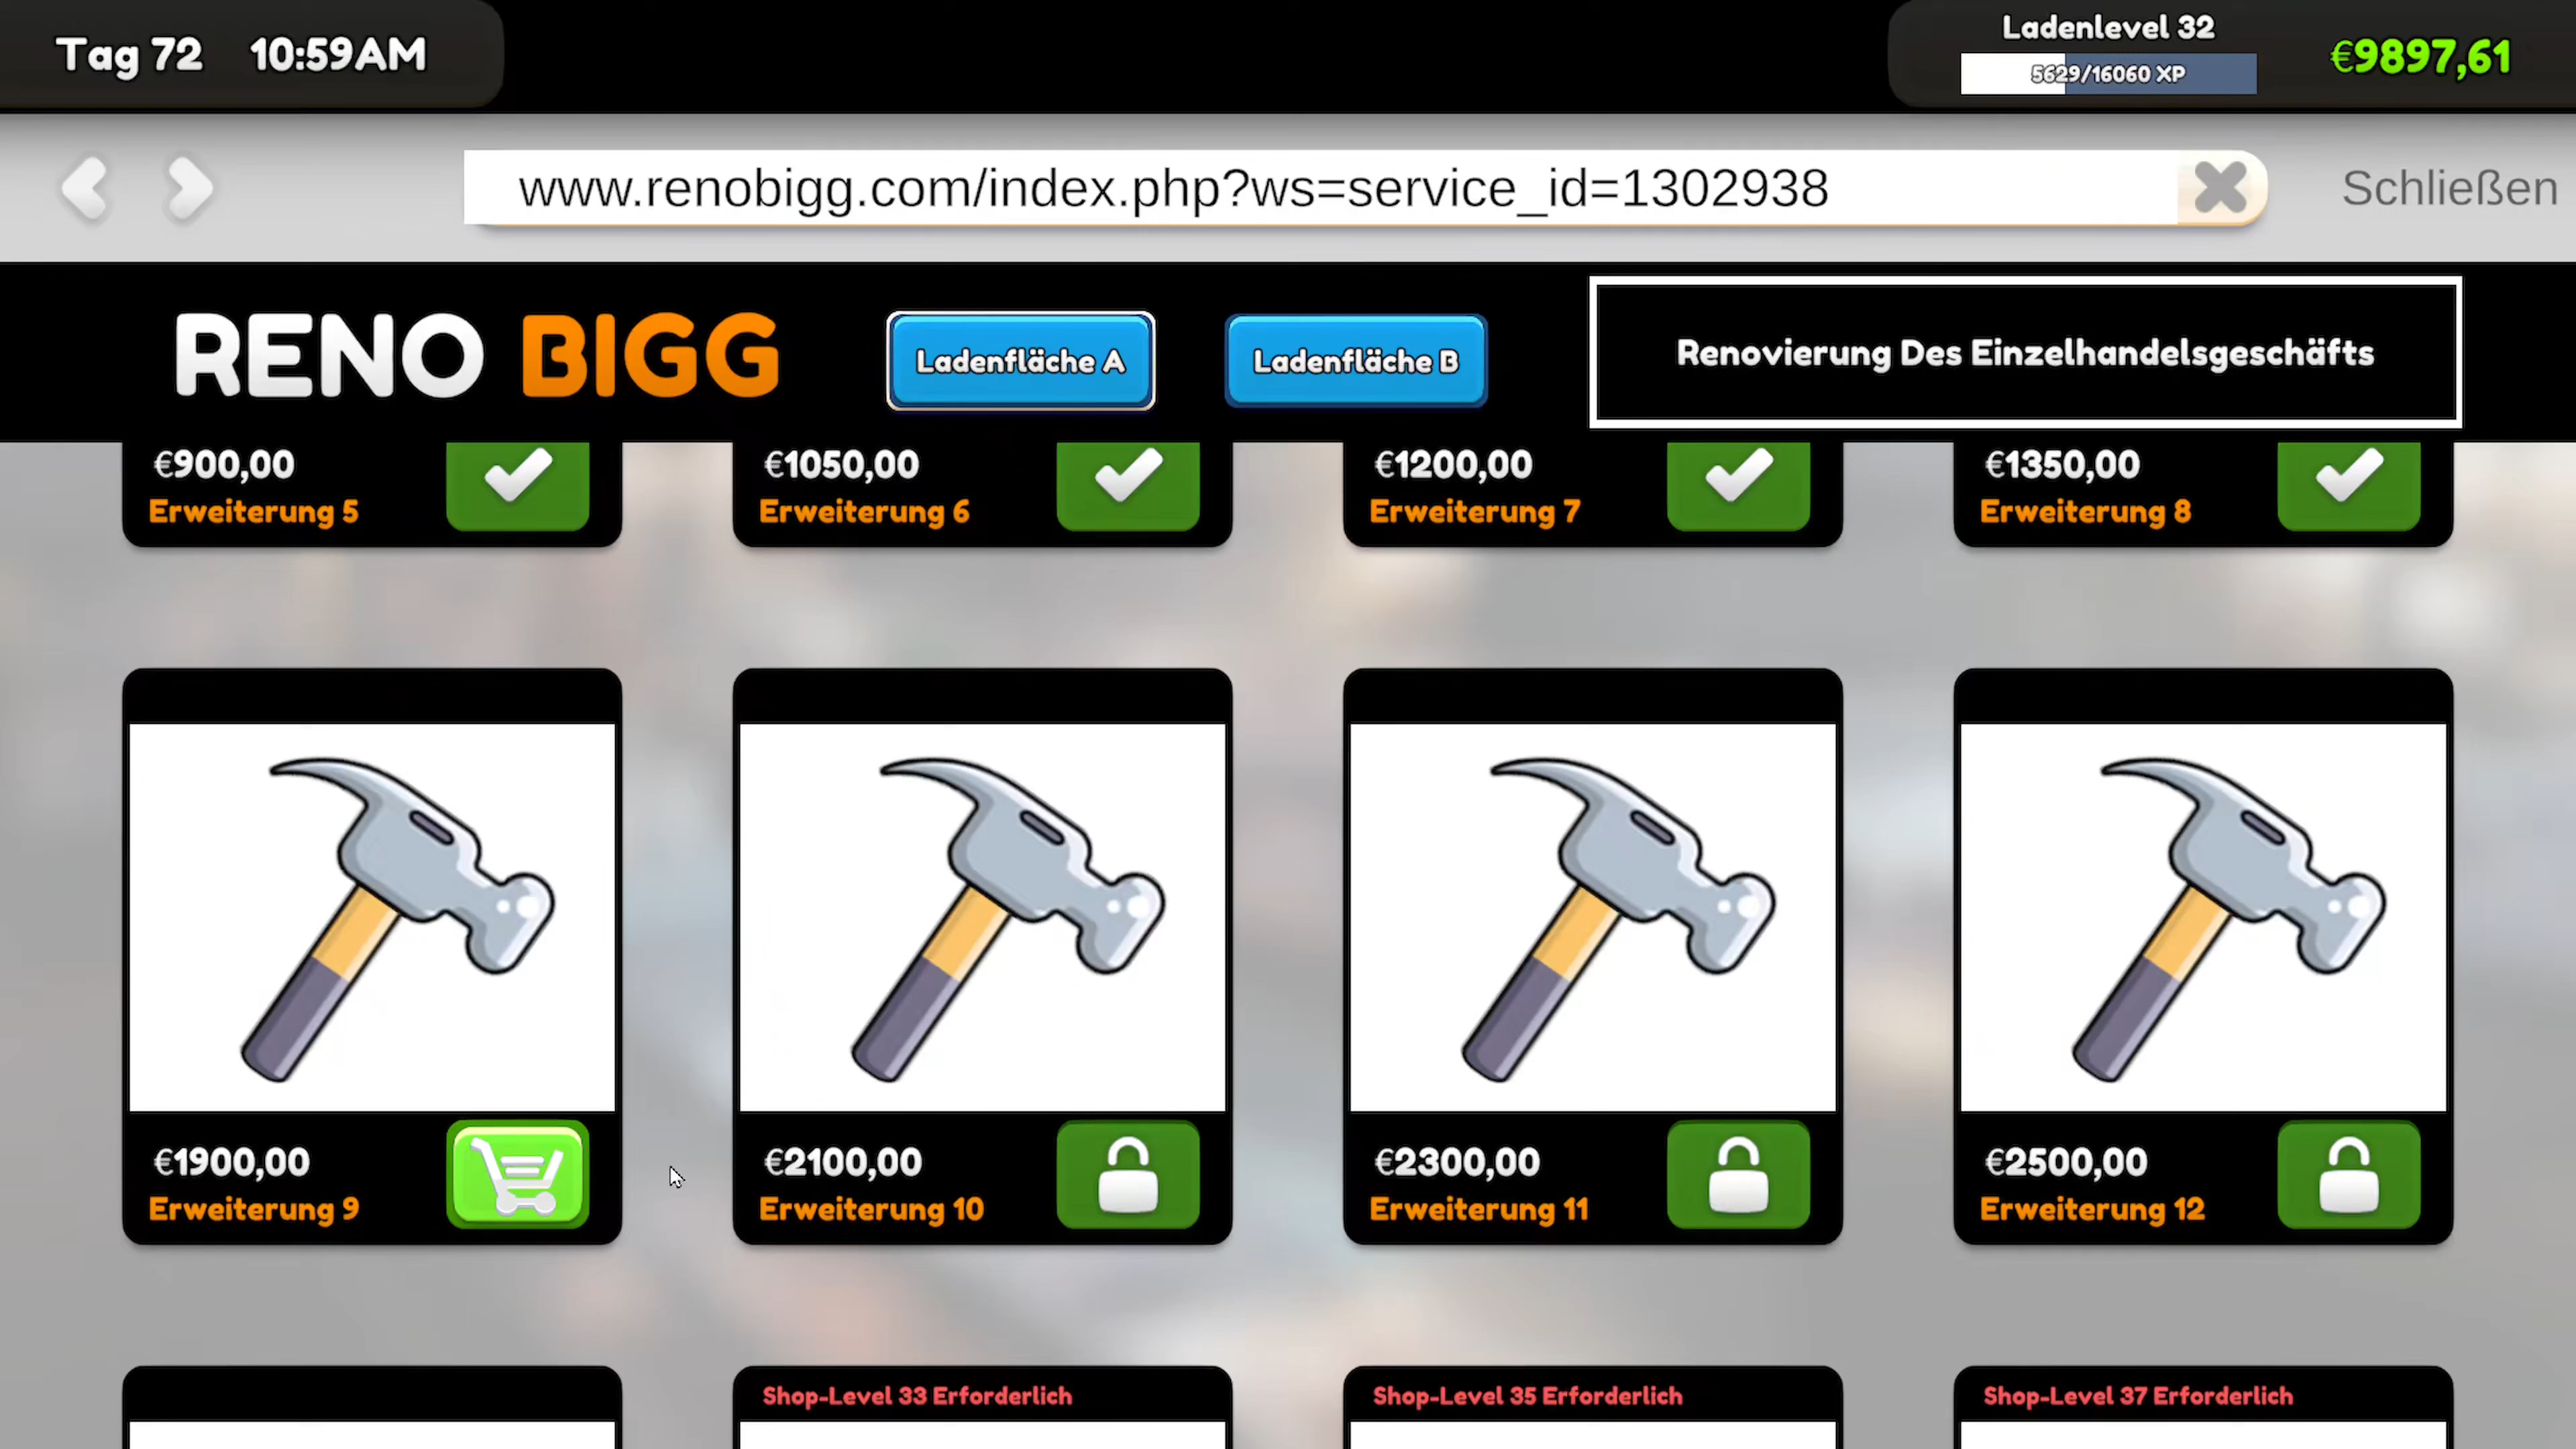 Tag 72 10:59AM
Ladenlevel 32
5629/16060 XP
€9897,61
www.renobigg.com/index.php?ws=service_id=1302938
Schließen
RENO BIGG
Ladenfläche A
Ladenfläche B
Renovierung Des Einzelhandelsgeschäfts
€900,00
Erweiterung 5
€1050,00
Erweiterung 6
€1200,00
Erweiterung 7
€1350,00
Erweiterung 8
€1900,00
Erweiterung 9
€2100,00
Erweiterung 10
€2300,00
Erweiterung 11
€2500,00
Erweiterung 12
Shop-Level 33 Erforderlich
Shop-Level 35 Erforderlich
Shop-Level 37 Erforderlich